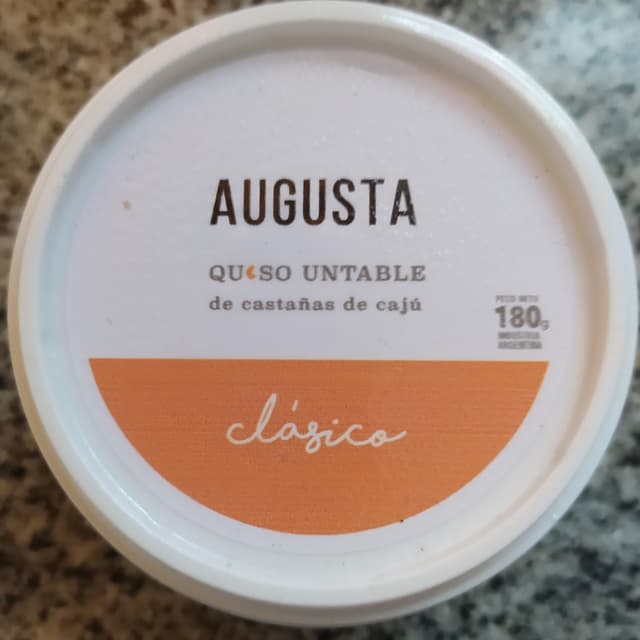 AUGUSTA
QUESO UNTABLE
de castañas de cajú
PESO NETO
180g
INDUSTRIA
ARGENTINA
clásico